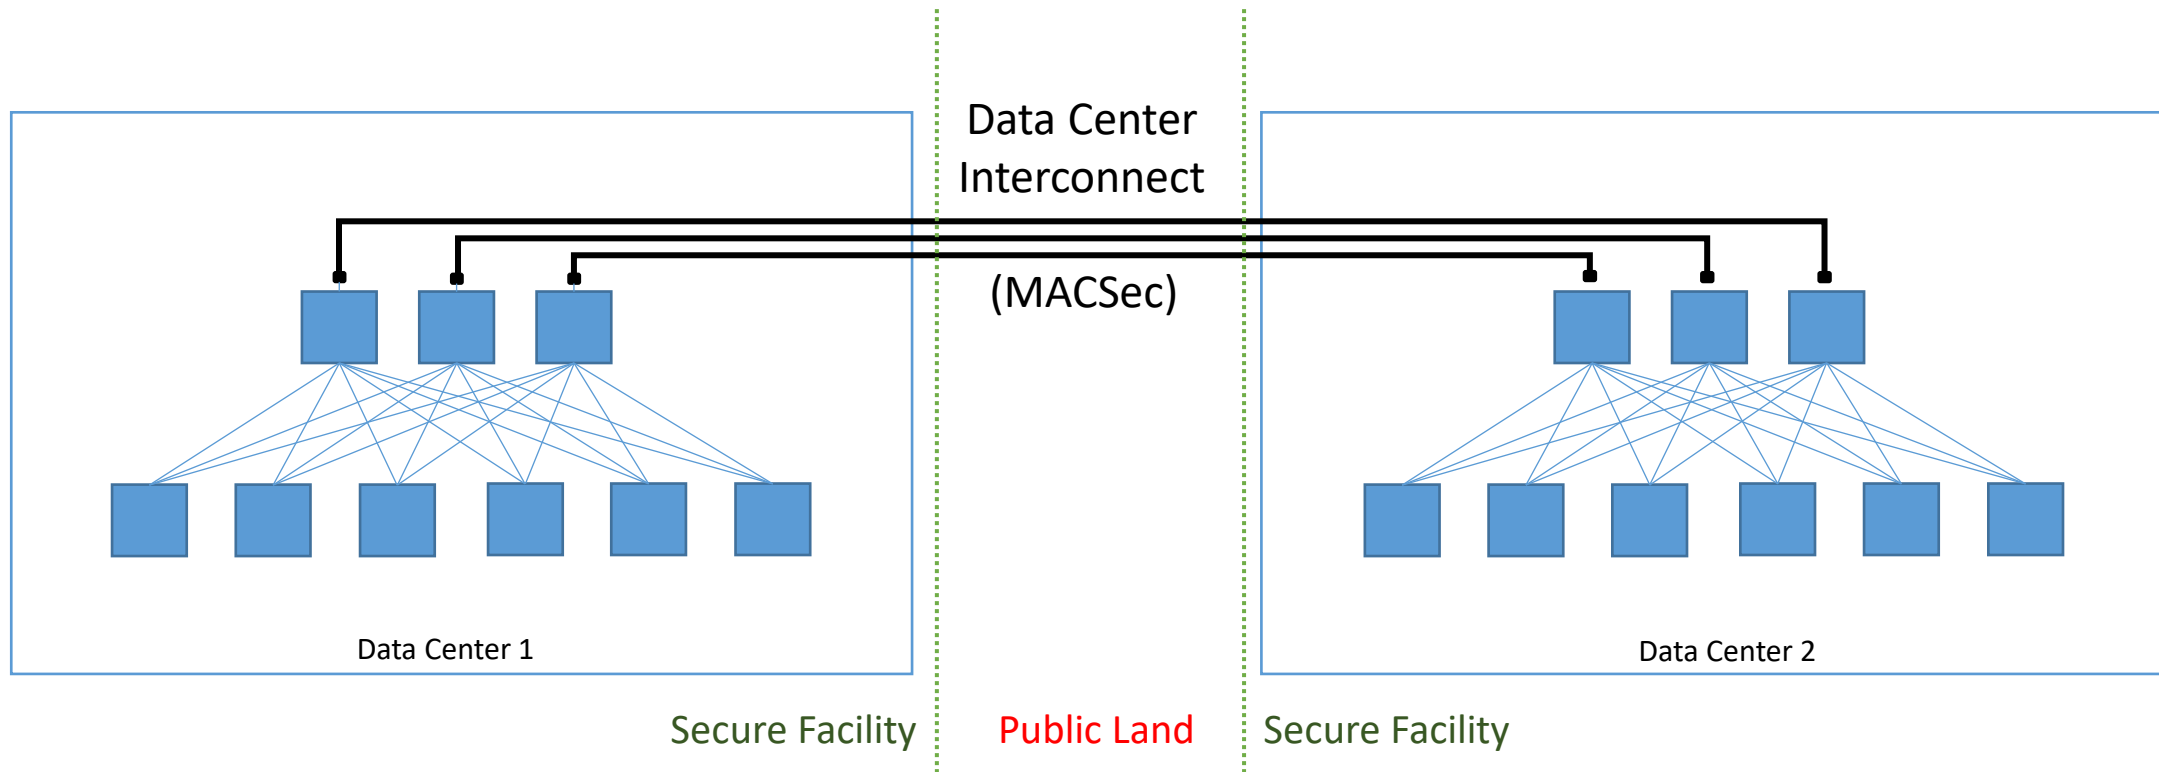 Data Center
Interconnect
(MACSec)
Data Center 1
Data Center 2
Secure Facility
Public Land
Secure Facility